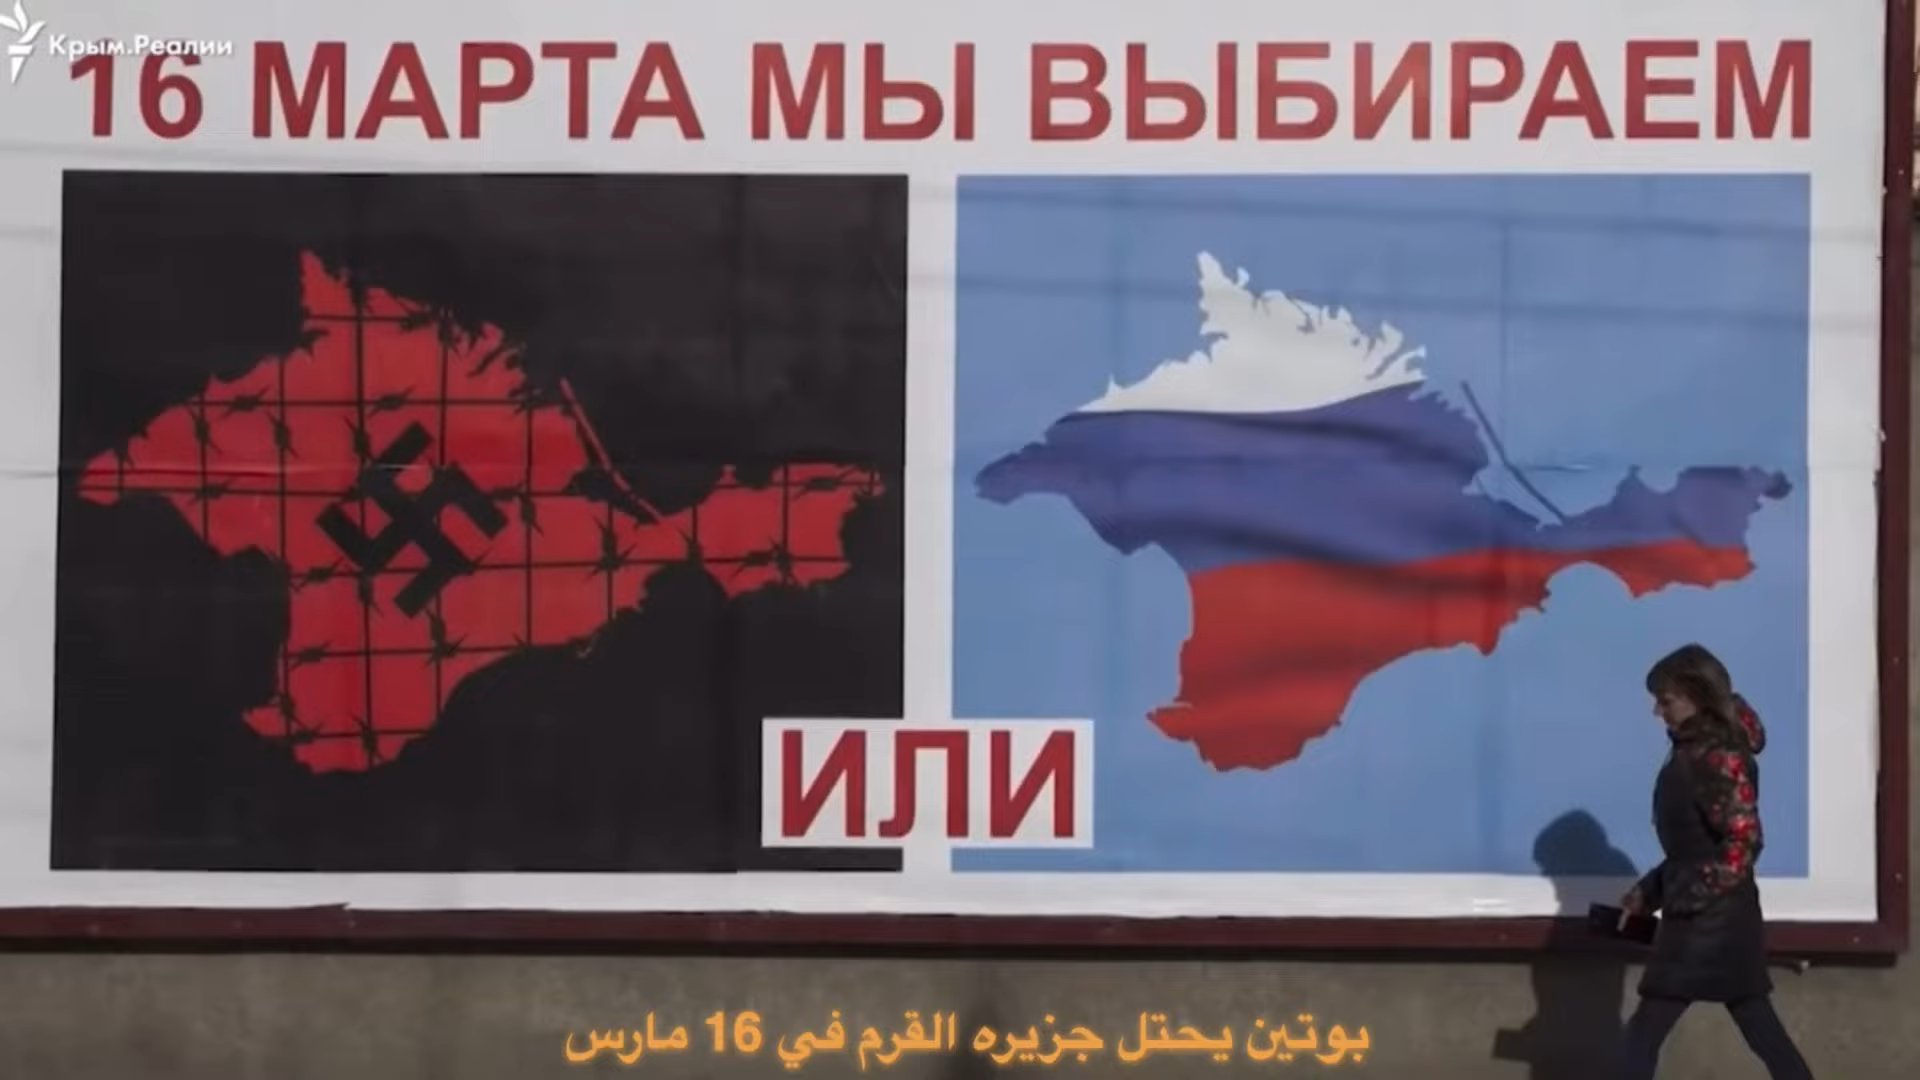 Крым.Реалии
16 МАРТА МЫ ВЫБИРАЕМ
ИЛИ
بوتين يحتل جزيره القرم في 16 مارس